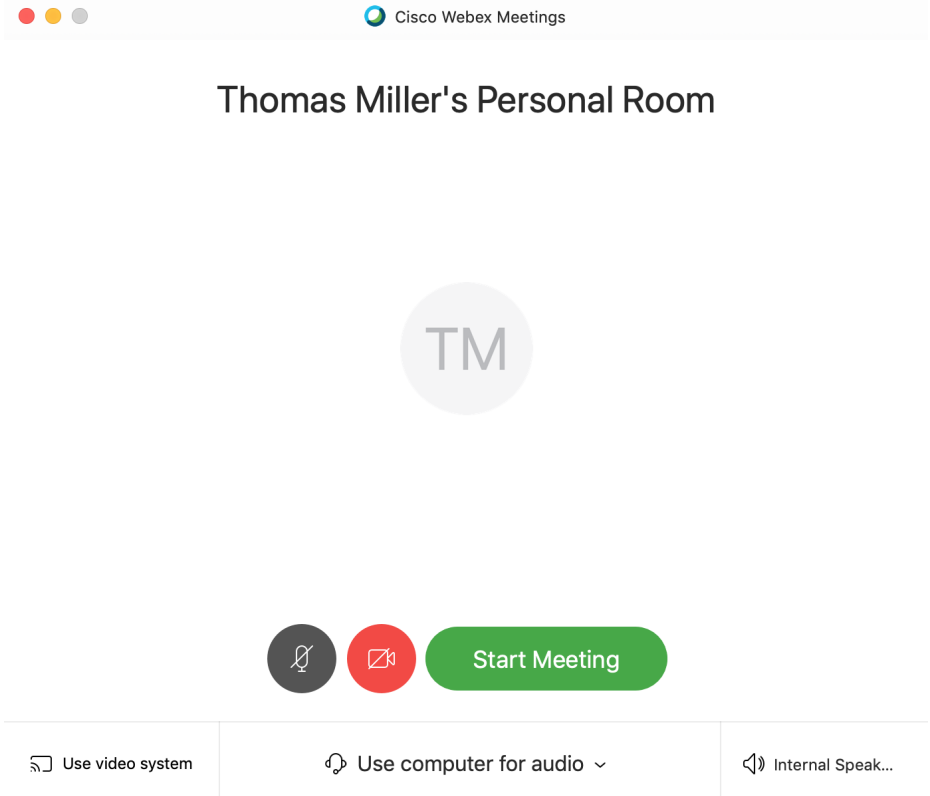 Cisco Webex Meetings
Thomas Miller's Personal Room
TM
Start Meeting
Use video system
Use computer for audio
Internal Speak...